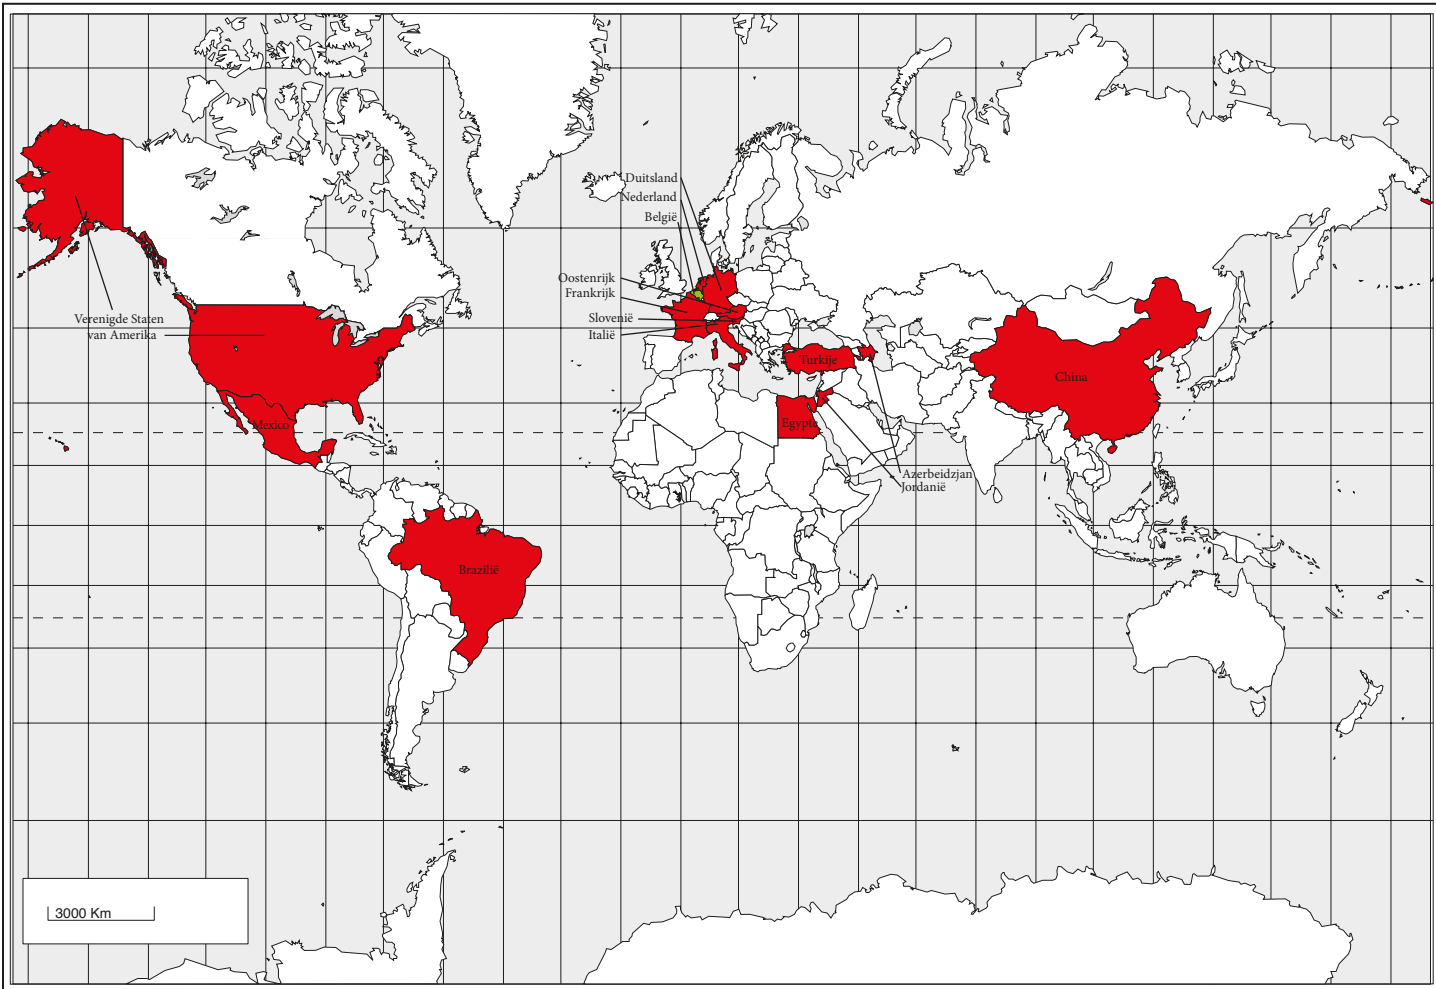 Duitsland
Nederland
België
Oostenrijk
Frankrijk
Slovenië
Italië
Verenigde Staten
van Amerika
Turkije
China
Mexico
Egypte
Azerbeidzjan
Jordanië
Brazilië
3000 Km